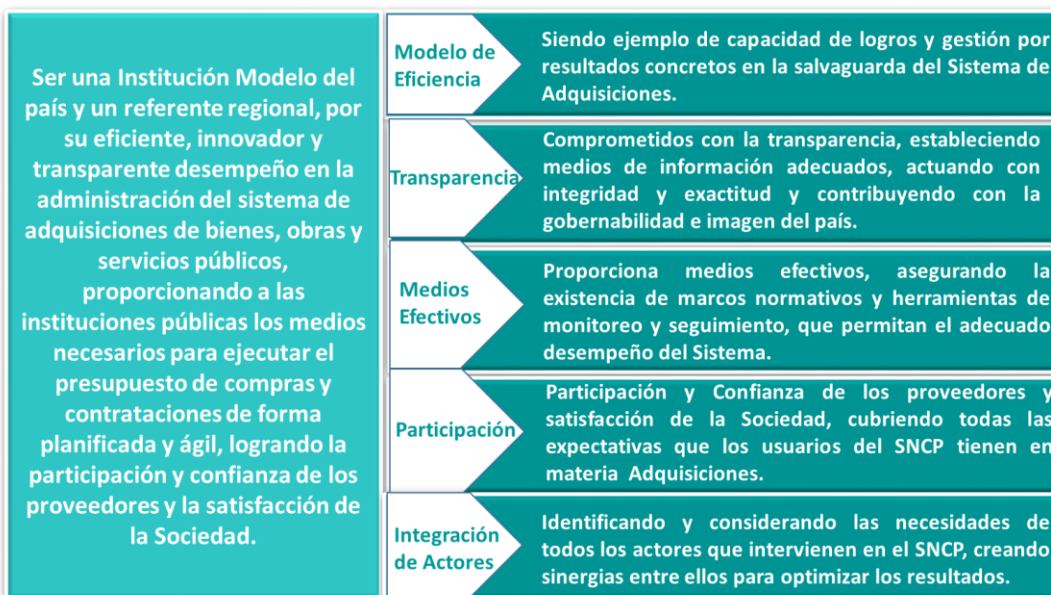 Ser una Institución Modelo del
país y un referente regional, por
su eficiente, innovador y
transparente desempeño en la
administración del sistema de
adquisiciones de bienes, obras y
servicios públicos,
proporcionando a las
instituciones públicas los medios
necesarios para ejecutar el
presupuesto de compras y
contrataciones de forma
planificada y ágil, logrando la
participación y confianza de los
proveedores y la satisfacción de
la Sociedad.
Modelo de
Eficiencia
Siendo ejemplo de capacidad de logros y gestión por
resultados concretos en la salvaguarda del Sistema de
Adquisiciones.
Transparencia
Comprometidos con la transparencia, estableciendo
medios de información adecuados, actuando con
integridad y exactitud y contribuyendo con la
gobernabilidad e imagen del país.
Medios
Efectivos
Proporciona medios efectivos, asegurando la
existencia de marcos normativos y herramientas de
monitoreo y seguimiento, que permitan el adecuado
desempeño del Sistema.
Participación
Participación y Confianza de los proveedores y
satisfacción de la Sociedad, cubriendo todas las
expectativas que los usuarios del SNCP tienen en
materia Adquisiciones.
Integración
de Actores
Identificando y considerando las necesidades de
todos los actores que intervienen en el SNCP, creando
sinergias entre ellos para optimizar los resultados.